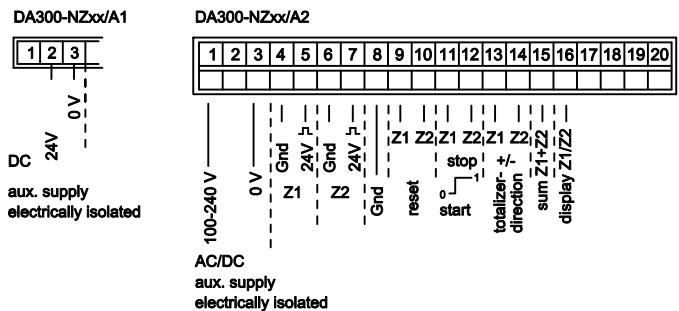 DA300-NZxx/A1
1 2 3
24V
0 V
DC
aux. supply
electrically isolated
DA300-NZxx/A2
1 2 3 4 5 6 7 8 9 10 11 12 13 14 15 16 17 18 19 20
100-240 V
0 V
Gnd
24V
Z1
Gnd
24V
Z2
Gnd
Z1 Z2
reset
Z1 Z2
stop
0 1
start
Z1 Z2
totalizer- +/-
direction
sum Z1+Z2
display Z1/Z2
AC/DC
aux. supply
electrically isolated